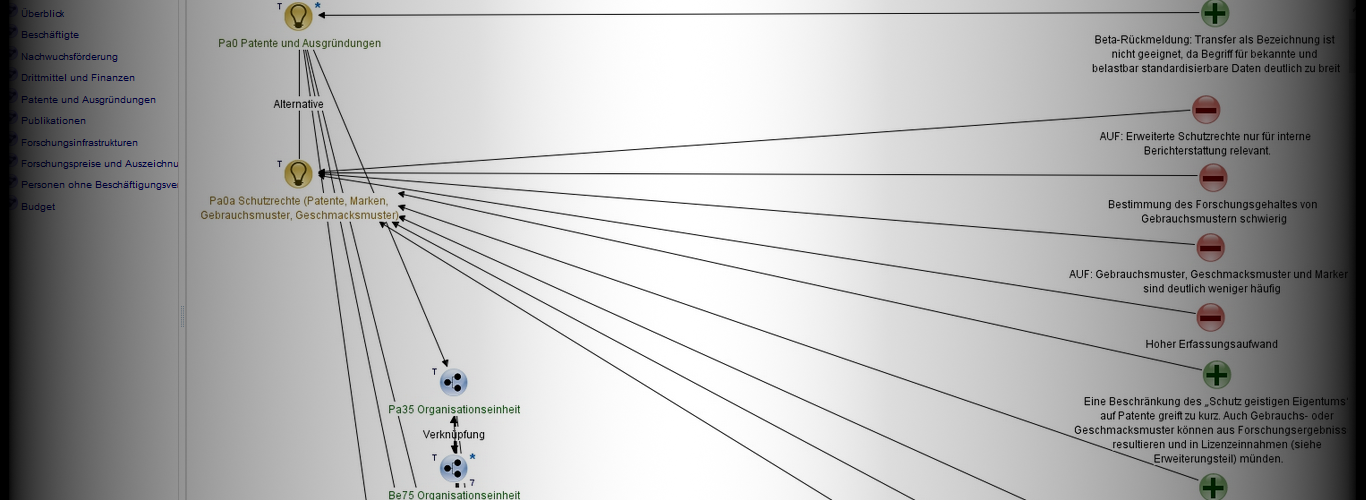 Überblick
Beschäftigte
Nachwuchsförderung
Drittmittel und Finanzen
Patente und Ausgründungen
Publikationen
Forschungsinfrastrukturen
Forschungspreise und Auszeichnu
Personen ohne Beschäftigungsve
Budget
T
*
Pa0 Patente und Ausgründungen
Alternative
T
Pa0a Schutzrechte (Patente, Marken,
Gebrauchsmuster, Geschmacksmuster)
T
Pa35 Organisationseinheit
Verknüpfung
T
*
7
Be75 Organisationseinheit
Beta-Rückmeldung: Transfer als Bezeichnung ist
nicht geeignet, da Begriff für bekannte und
belastbar standardisierbare Daten deutlich zu breit
AUF: Erweiterte Schutzrechte nur für interne
Berichterstattung relevant.
Bestimmung des Forschungsgehaltes von
Gebrauchsmustern schwierig
AUF: Gebrauchsmuster, Geschmacksmuster und Marken
sind deutlich weniger häufig
Hoher Erfassungsaufwand
Eine Beschränkung des „Schutz geistigen Eigentums“
auf Patente greift zu kurz. Auch Gebrauchs- oder
Geschmacksmuster können aus Forschungsergebniss
resultieren und in Lizenzeinnahmen (siehe
Erweiterungsteil) münden.